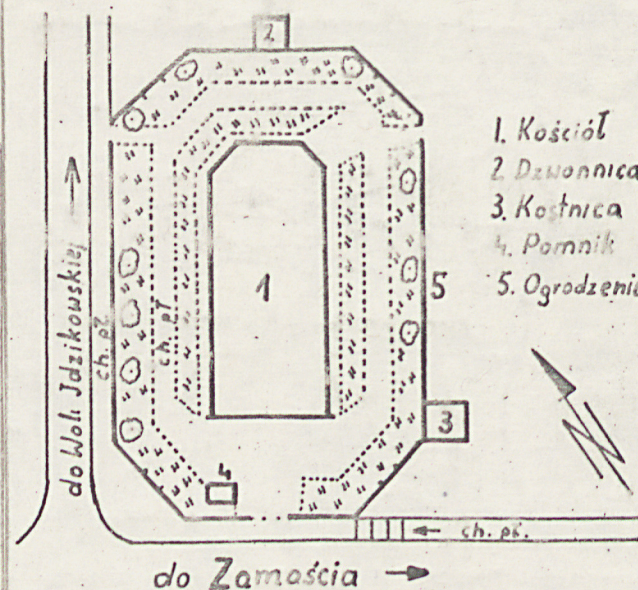 2
1. Kościół
2. Dzwonnica
3. Kostnica
4. Pomnik
5. Ogrodzenie
1
5
3
4
do Woli Idzikowskiej
ch. pł.
ch. pł
← ch. pł.
do Zamościa →